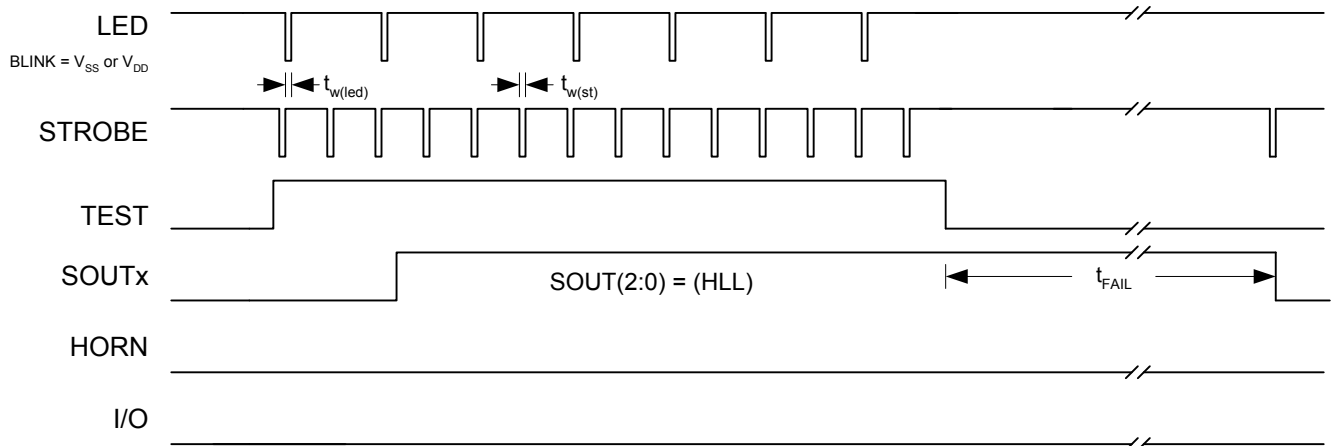 LED
BLINK = VSS or VDD
tw(led)
tw(st)
STROBE
TEST
SOUTx
SOUT(2:0) = (HLL)
tFAIL
HORN
I/O